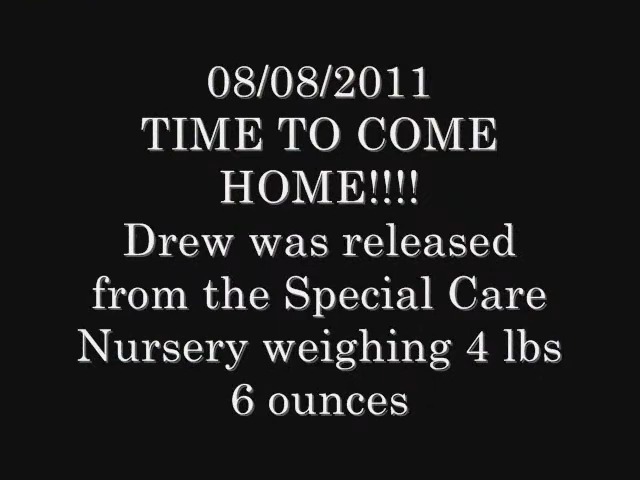 08/08/2011
TIME TO COME
HOME!!!!
Drew was released
from the Special Care
Nursery weighing 4 lbs
6 ounces